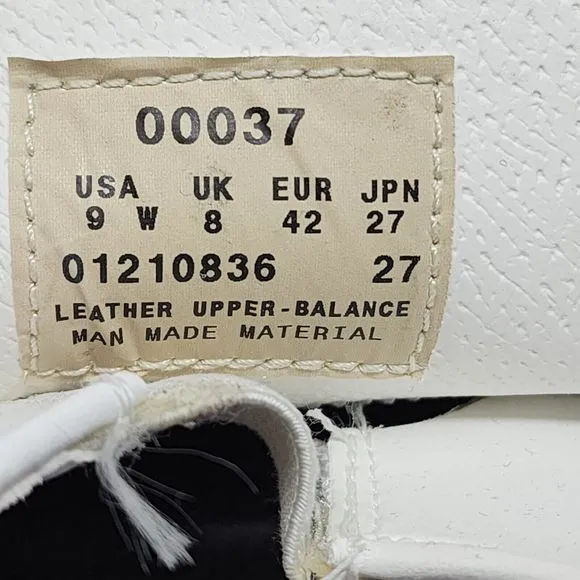 00037
USA UK EUR JPN
9 W 8 42 27
01210836 27
LEATHER UPPER-BALANCE
MAN MADE MATERIAL